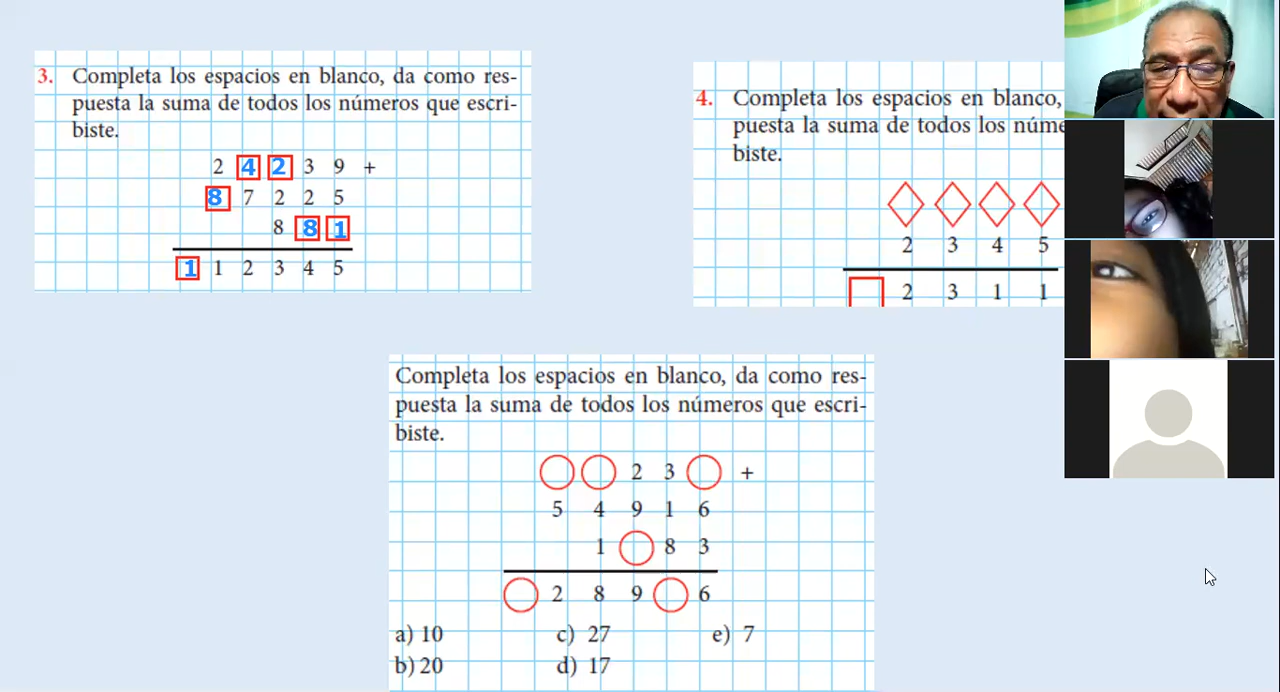 3. Completa los espacios en blanco, da como res-
puesta la suma de todos los números que escri-
biste.
2 4 2 3 9 +
8 7 2 2 5
8 8 1
1 1 2 3 4 5
4. Completa los espacios en blanco,
puesta la suma de todos los núme
biste.
2 3 4 5
2 3 1 1
Completa los espacios en blanco, da como res-
puesta la suma de todos los números que escri-
biste.
2 3 +
5 4 9 1 6
1 8 3
2 8 9 6
a) 10 c) 27 e) 7
b) 20 d) 17